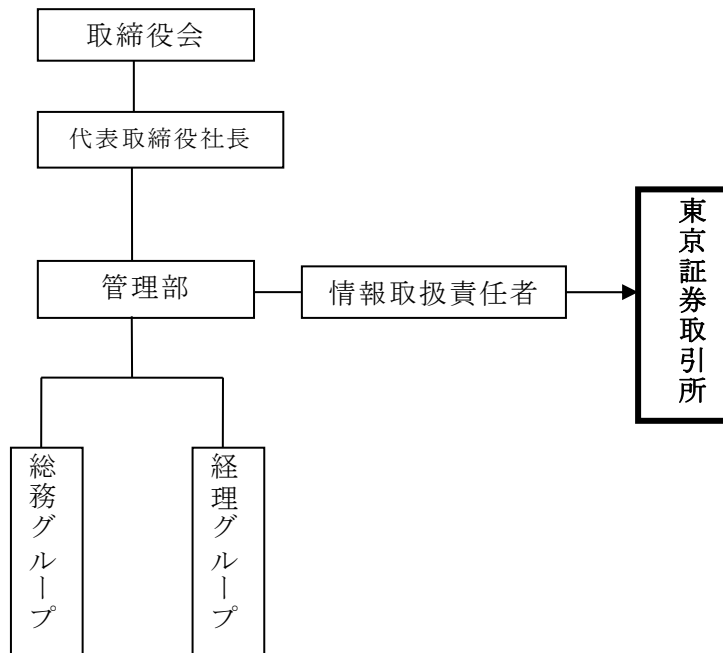 取締役会
代表取締役社長
管理部
情報取扱責任者
東京証券取引所
総務グループ
経理グループ